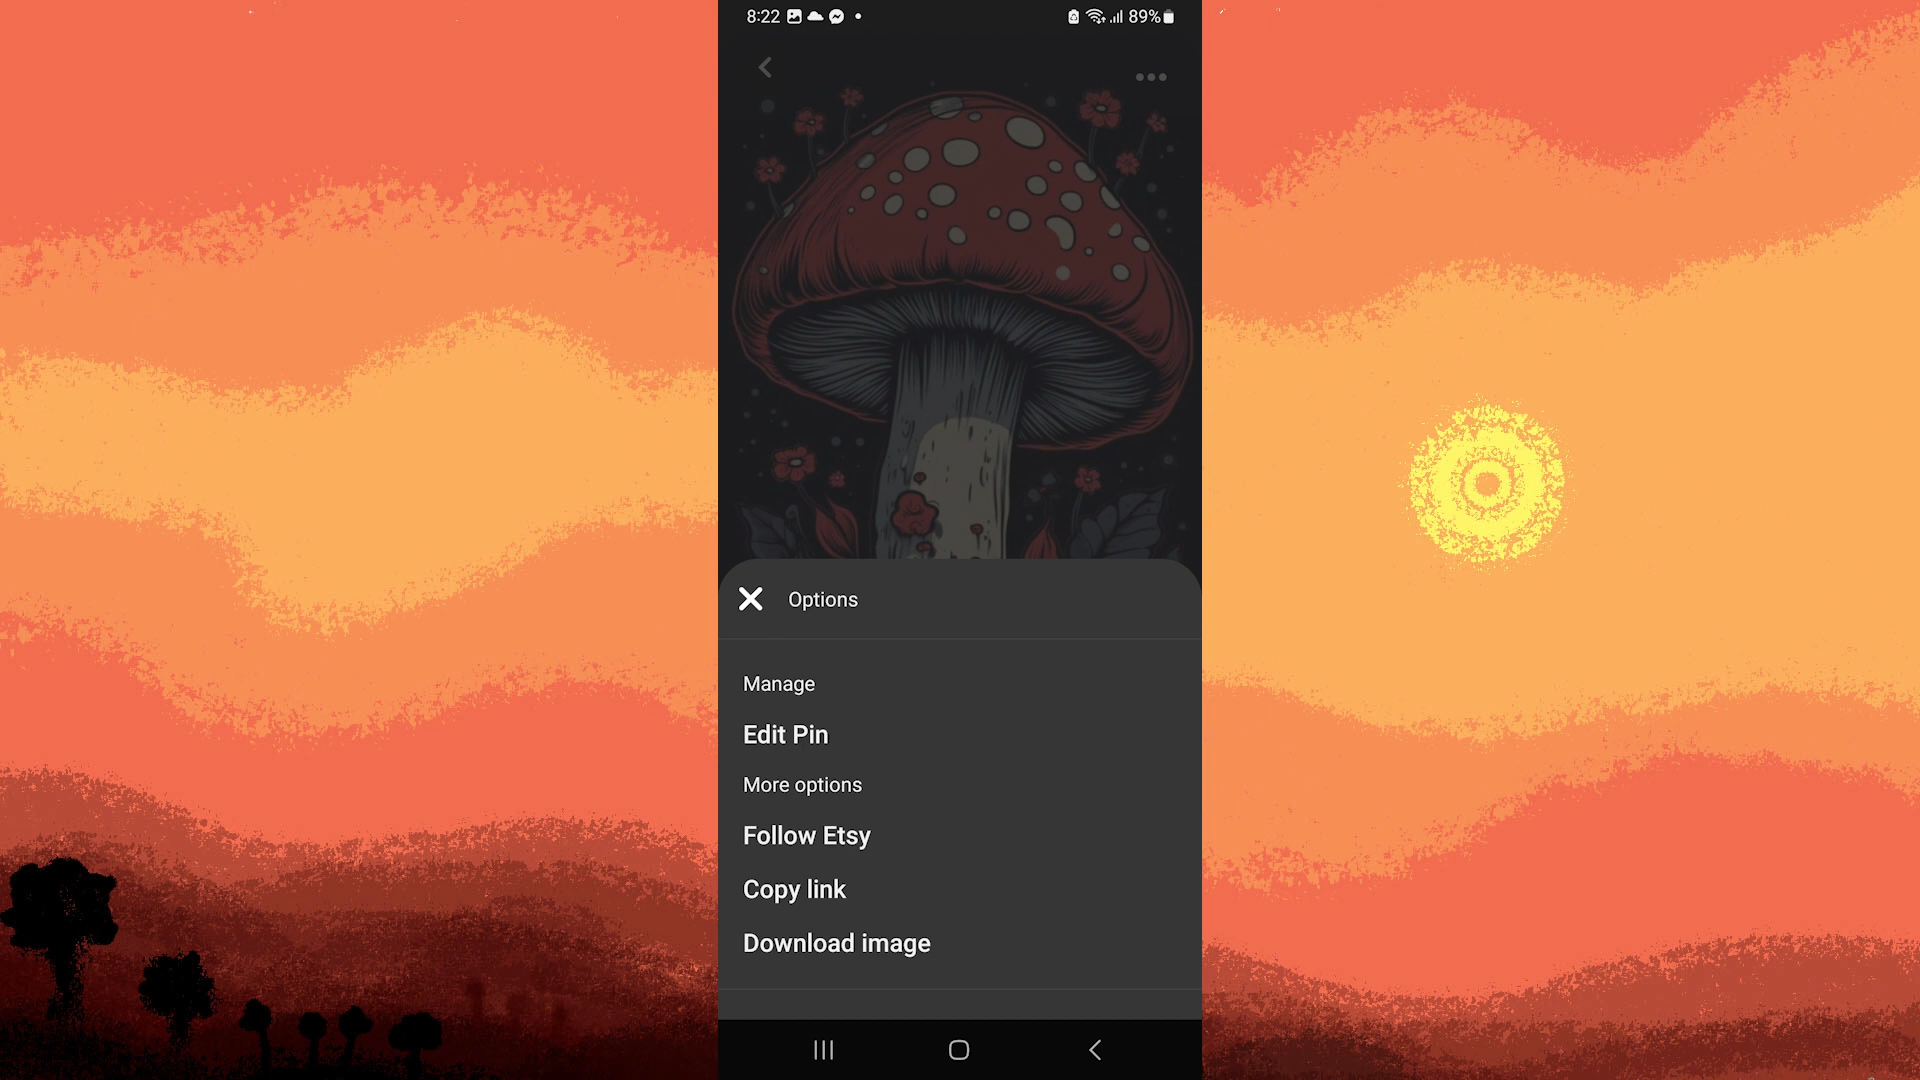 8:22 89%
Options
Manage
Edit Pin
More options
Follow Etsy
Copy link
Download image